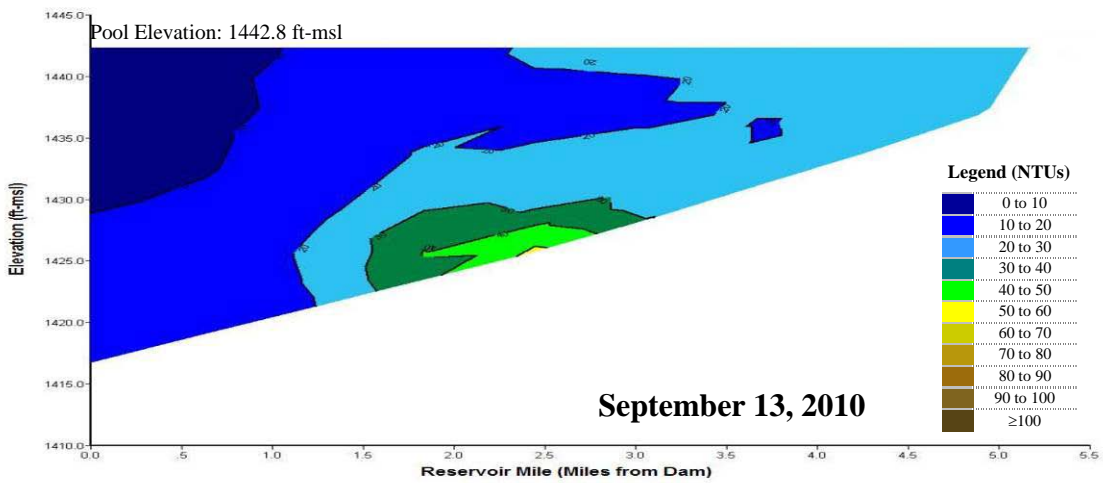 Pool Elevation: 1442.8 ft-msl
1445.0
1440.0
1435.0
1430.0
1425.0
1420.0
1415.0
1410.0
Elevation (ft-msl)
Legend (NTUs)
0 to 10
10 to 20
20 to 30
30 to 40
40 to 50
50 to 60
60 to 70
70 to 80
80 to 90
90 to 100
≥100
September 13, 2010
0.0 .5 1.0 1.5 2.0 2.5 3.0 3.5 4.0 4.5 5.0 5.5
Reservoir Mile (Miles from Dam)